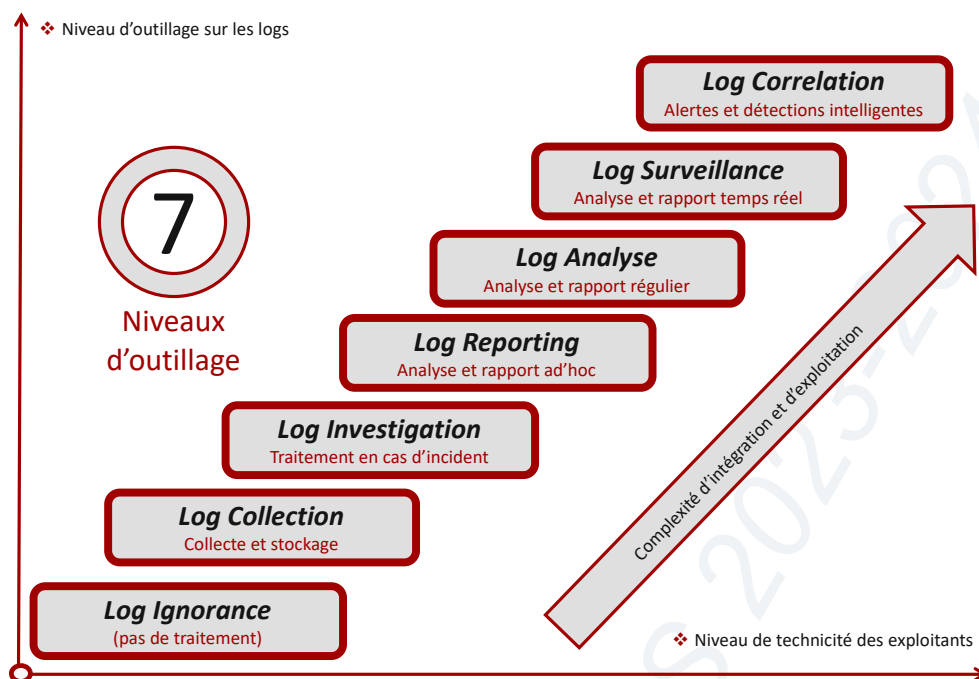 ❖ Niveau d’outillage sur les logs
Log Correlation
Alertes et détections intelligentes
Log Surveillance
Analyse et rapport temps réel
7
Niveaux
d’outillage
Log Analyse
Analyse et rapport régulier
Log Reporting
Analyse et rapport ad’hoc
Log Investigation
Traitement en cas d’incident
Log Collection
Collecte et stockage
Log Ignorance
(pas de traitement)
Complexité d’intégration et d’exploitation
❖ Niveau de technicité des exploitants